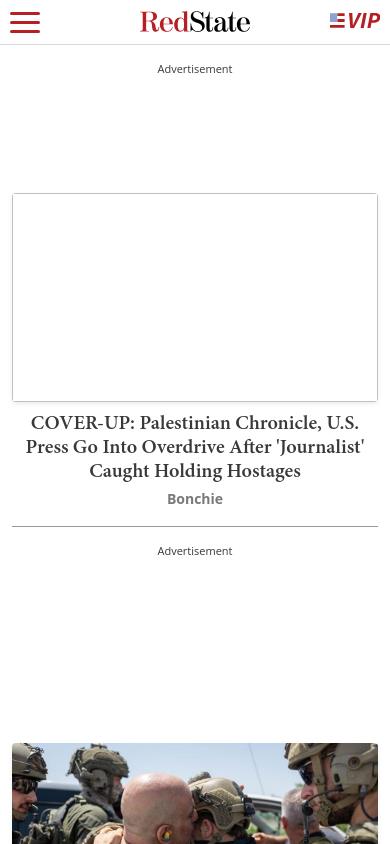 RedState
VIP
Advertisement
COVER-UP: Palestinian Chronicle, U.S.
Press Go Into Overdrive After 'Journalist'
Caught Holding Hostages
Bonchie
Advertisement